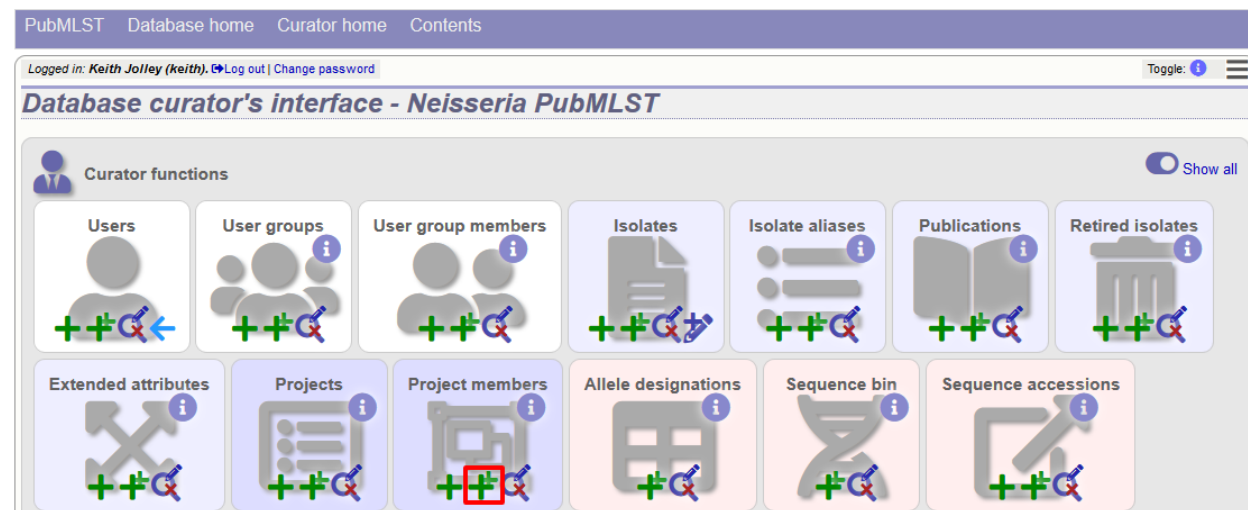 PubMLST Database home Curator home Contents
Logged in: Keith Jolley (keith). Log out | Change password Toggle: i
Database curator's interface - Neisseria PubMLST
Curator functions Show all
Users User groups User group members Isolates Isolate aliases Publications Retired isolates
Extended attributes Projects Project members Allele designations Sequence bin Sequence accessions